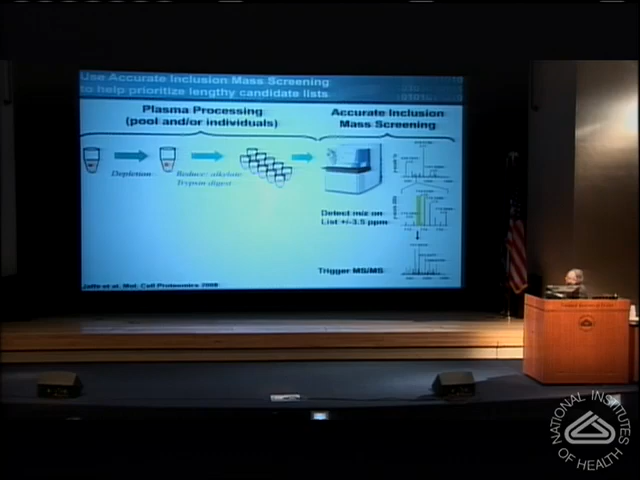 Use Accurate Inclusion Mass Screening
to help prioritize lengthy candidate lists
Plasma Processing
(pool and/or individuals)
Accurate Inclusion
Mass Screening
Depletion
Reduce; alkylate;
Trypsin digest
Detect m/z on
List +/-3.5 ppm
Trigger MS/MS
Jaffe et al. Mol. Cell Proteomics 2008
NATIONAL INSTITUTES
OF HEALTH